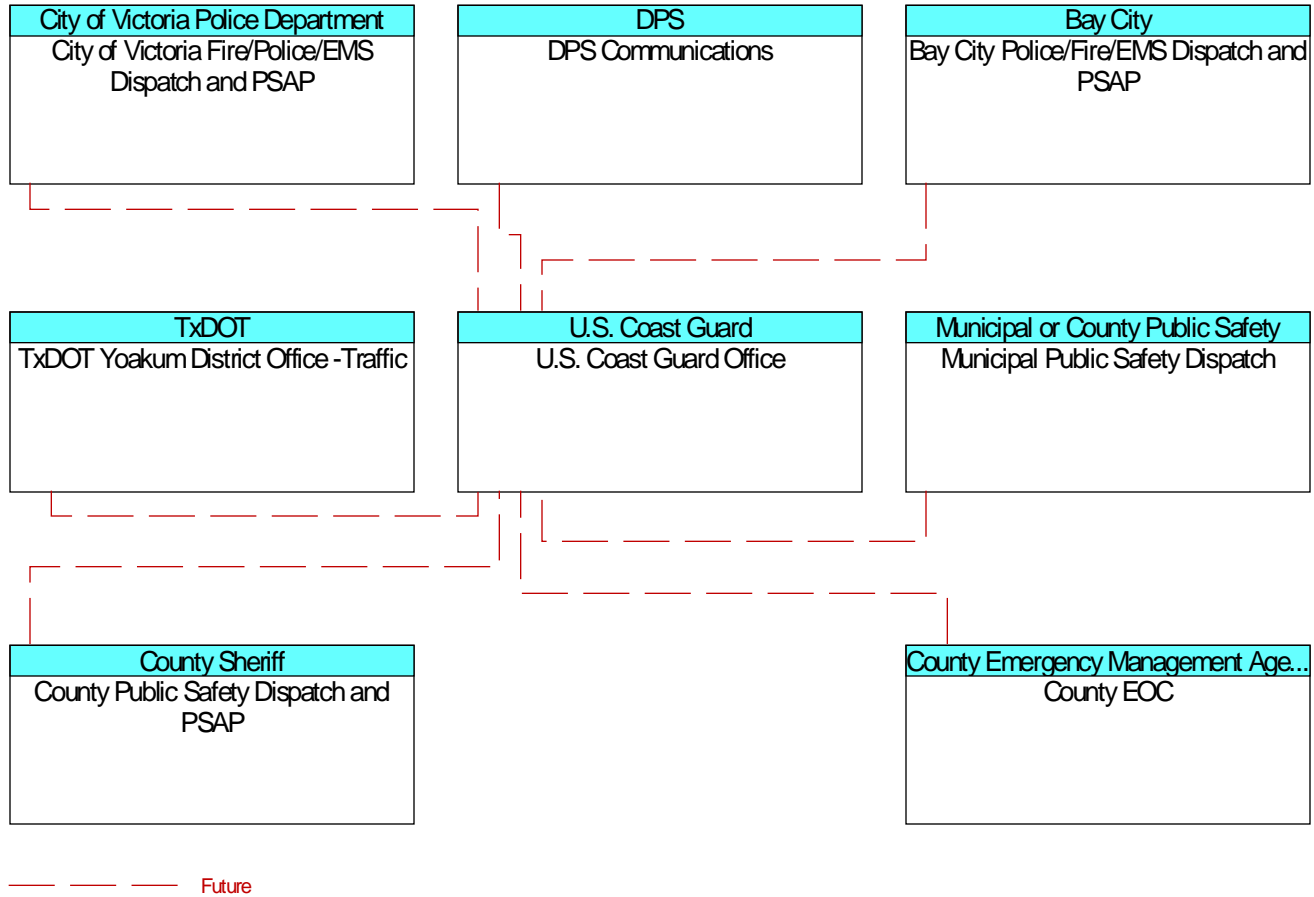 City of Victoria Police Department
City of Victoria Fire/Police/EMS
Dispatch and PSAP
DPS
DPS Communications
Bay City
Bay City Police/Fire/EMS Dispatch and
PSAP
TxDOT
TxDOT Yoakum District Office -Traffic
U.S. Coast Guard
U.S. Coast Guard Office
Municipal or County Public Safety
Municipal Public Safety Dispatch
County Sheriff
County Public Safety Dispatch and
PSAP
County Emergency Management Age...
County EOC
Future